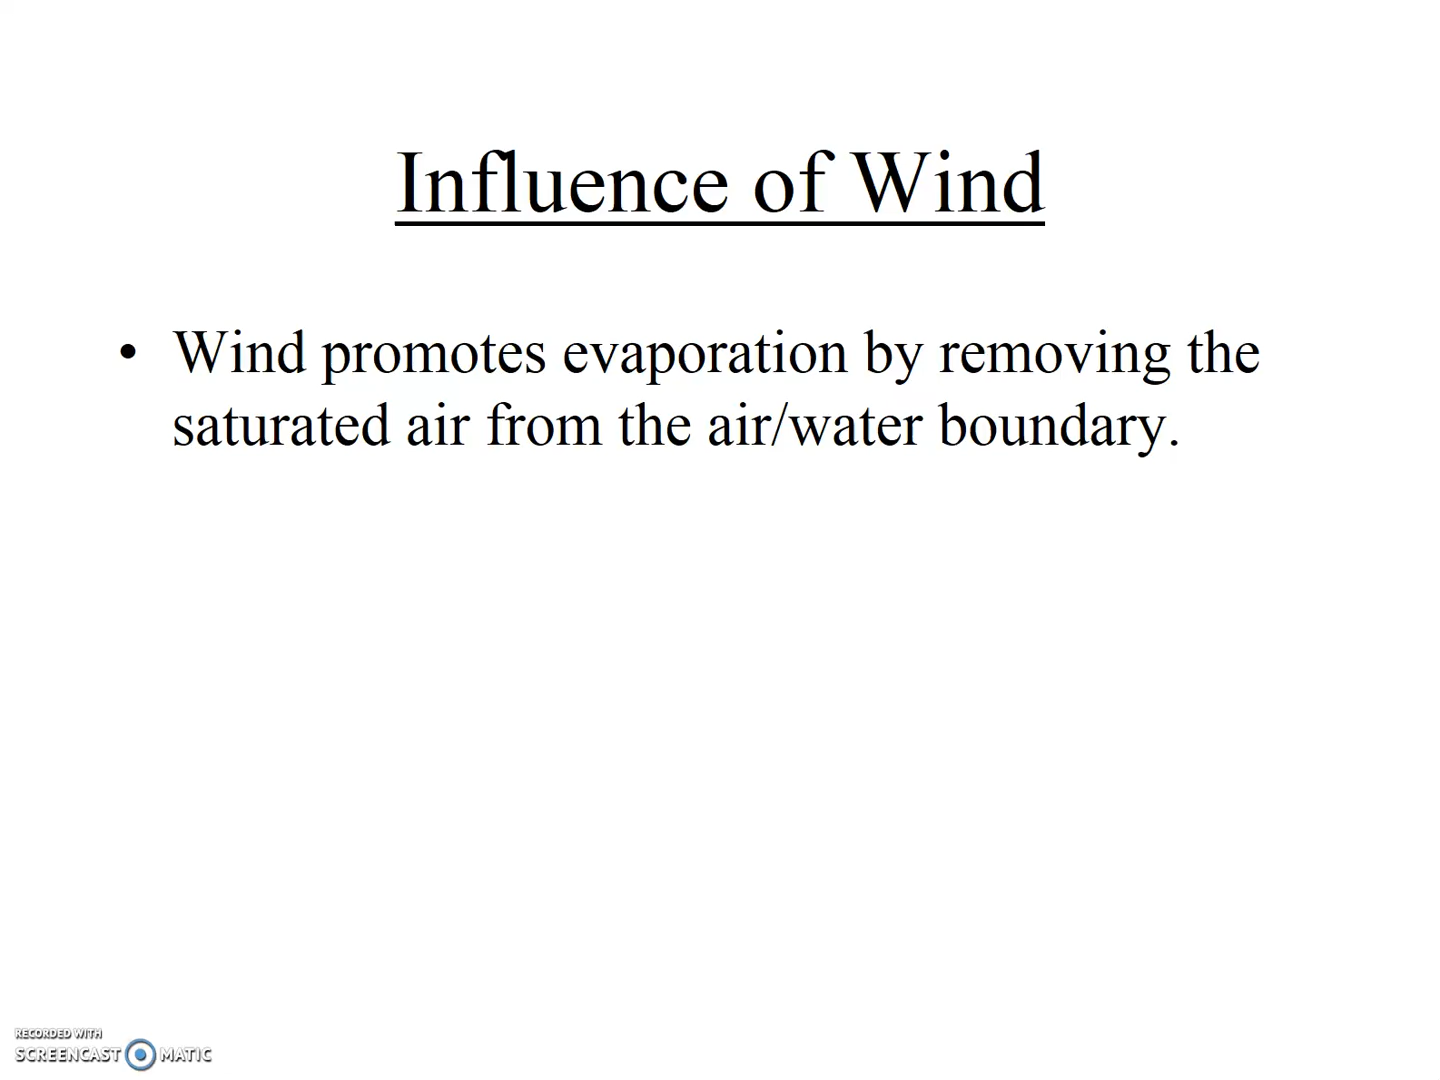 Influence of Wind
• Wind promotes evaporation by removing the
saturated air from the air/water boundary.
RECORDED WITH
SCREENCAST MATIC